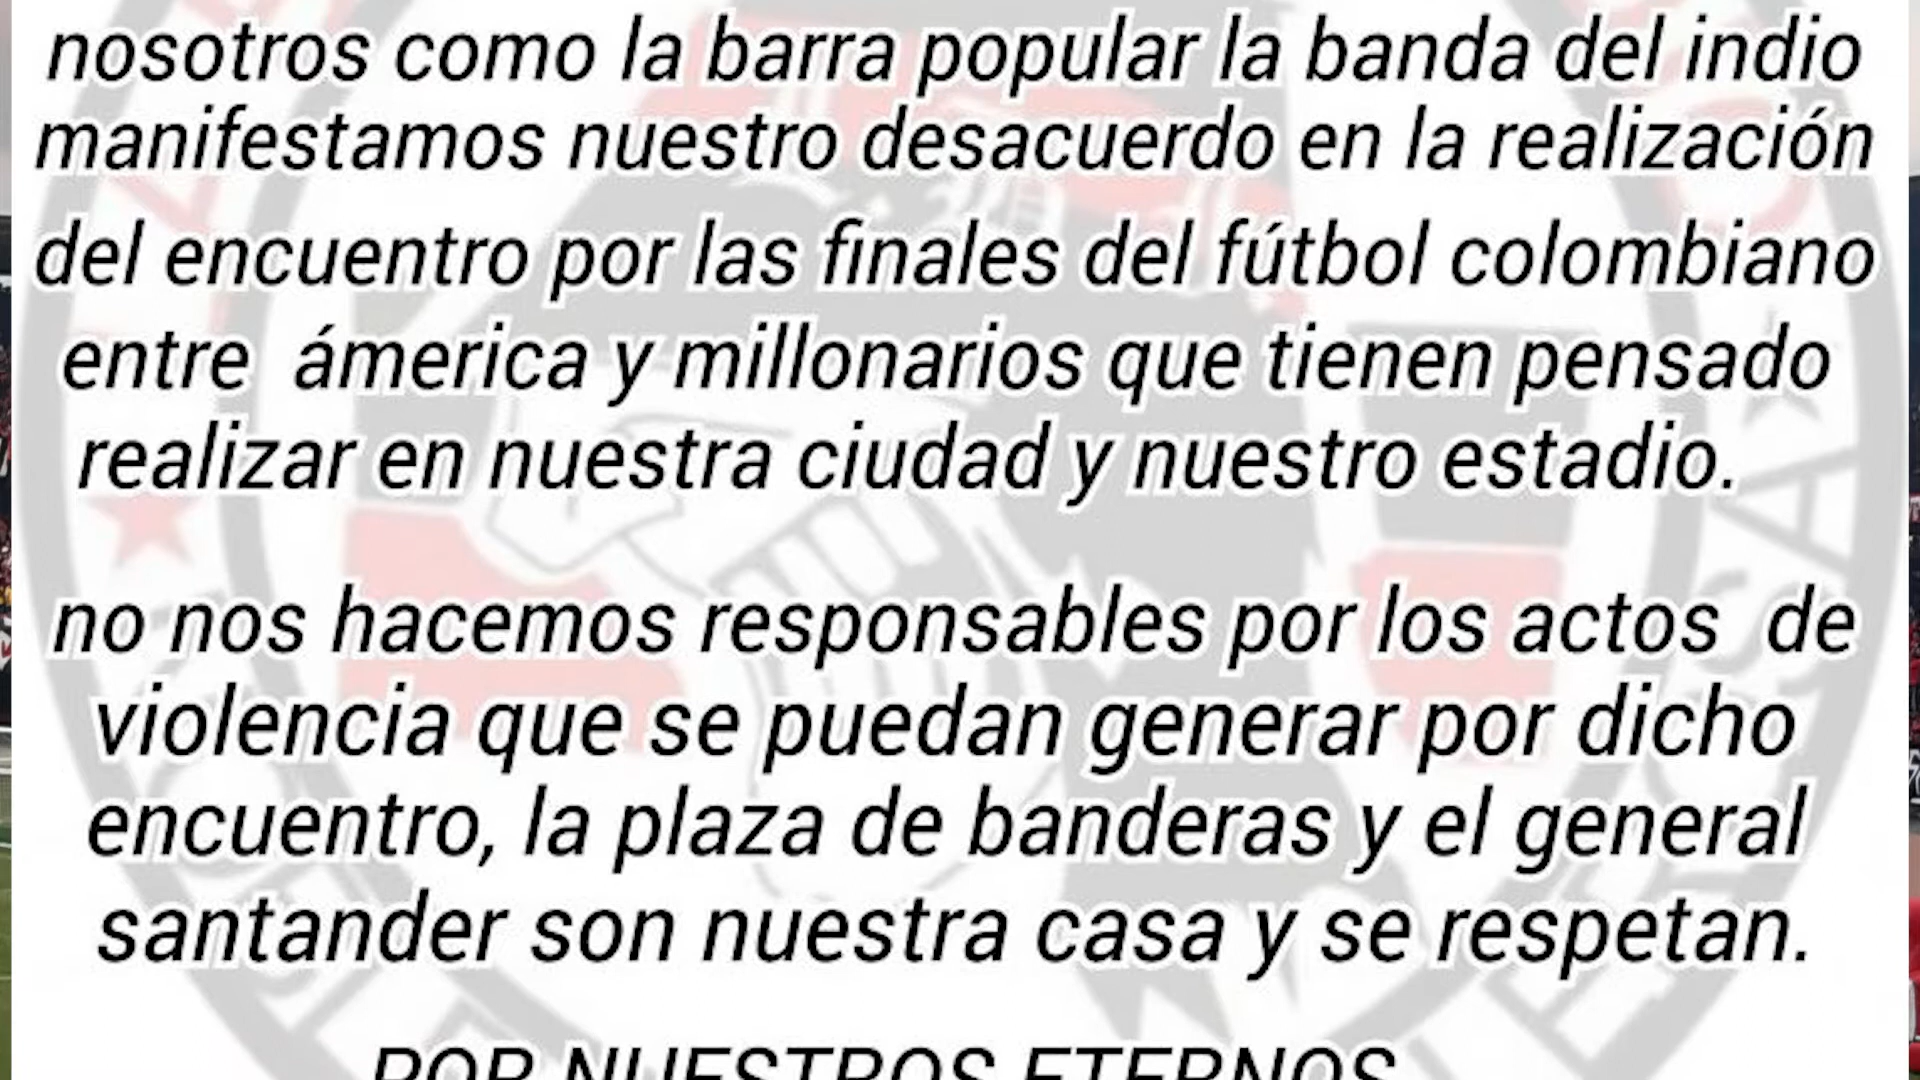 nosotros como la barra popular la banda del indio
manifestamos nuestro desacuerdo en la realización
del encuentro por las finales del fútbol colombiano
entre ámerica y millonarios que tienen pensado
realizar en nuestra ciudad y nuestro estadio.
no nos hacemos responsables por los actos de
violencia que se puedan generar por dicho
encuentro, la plaza de banderas y el general
santander son nuestra casa y se respetan.
POR NUESTROS ETERNOS